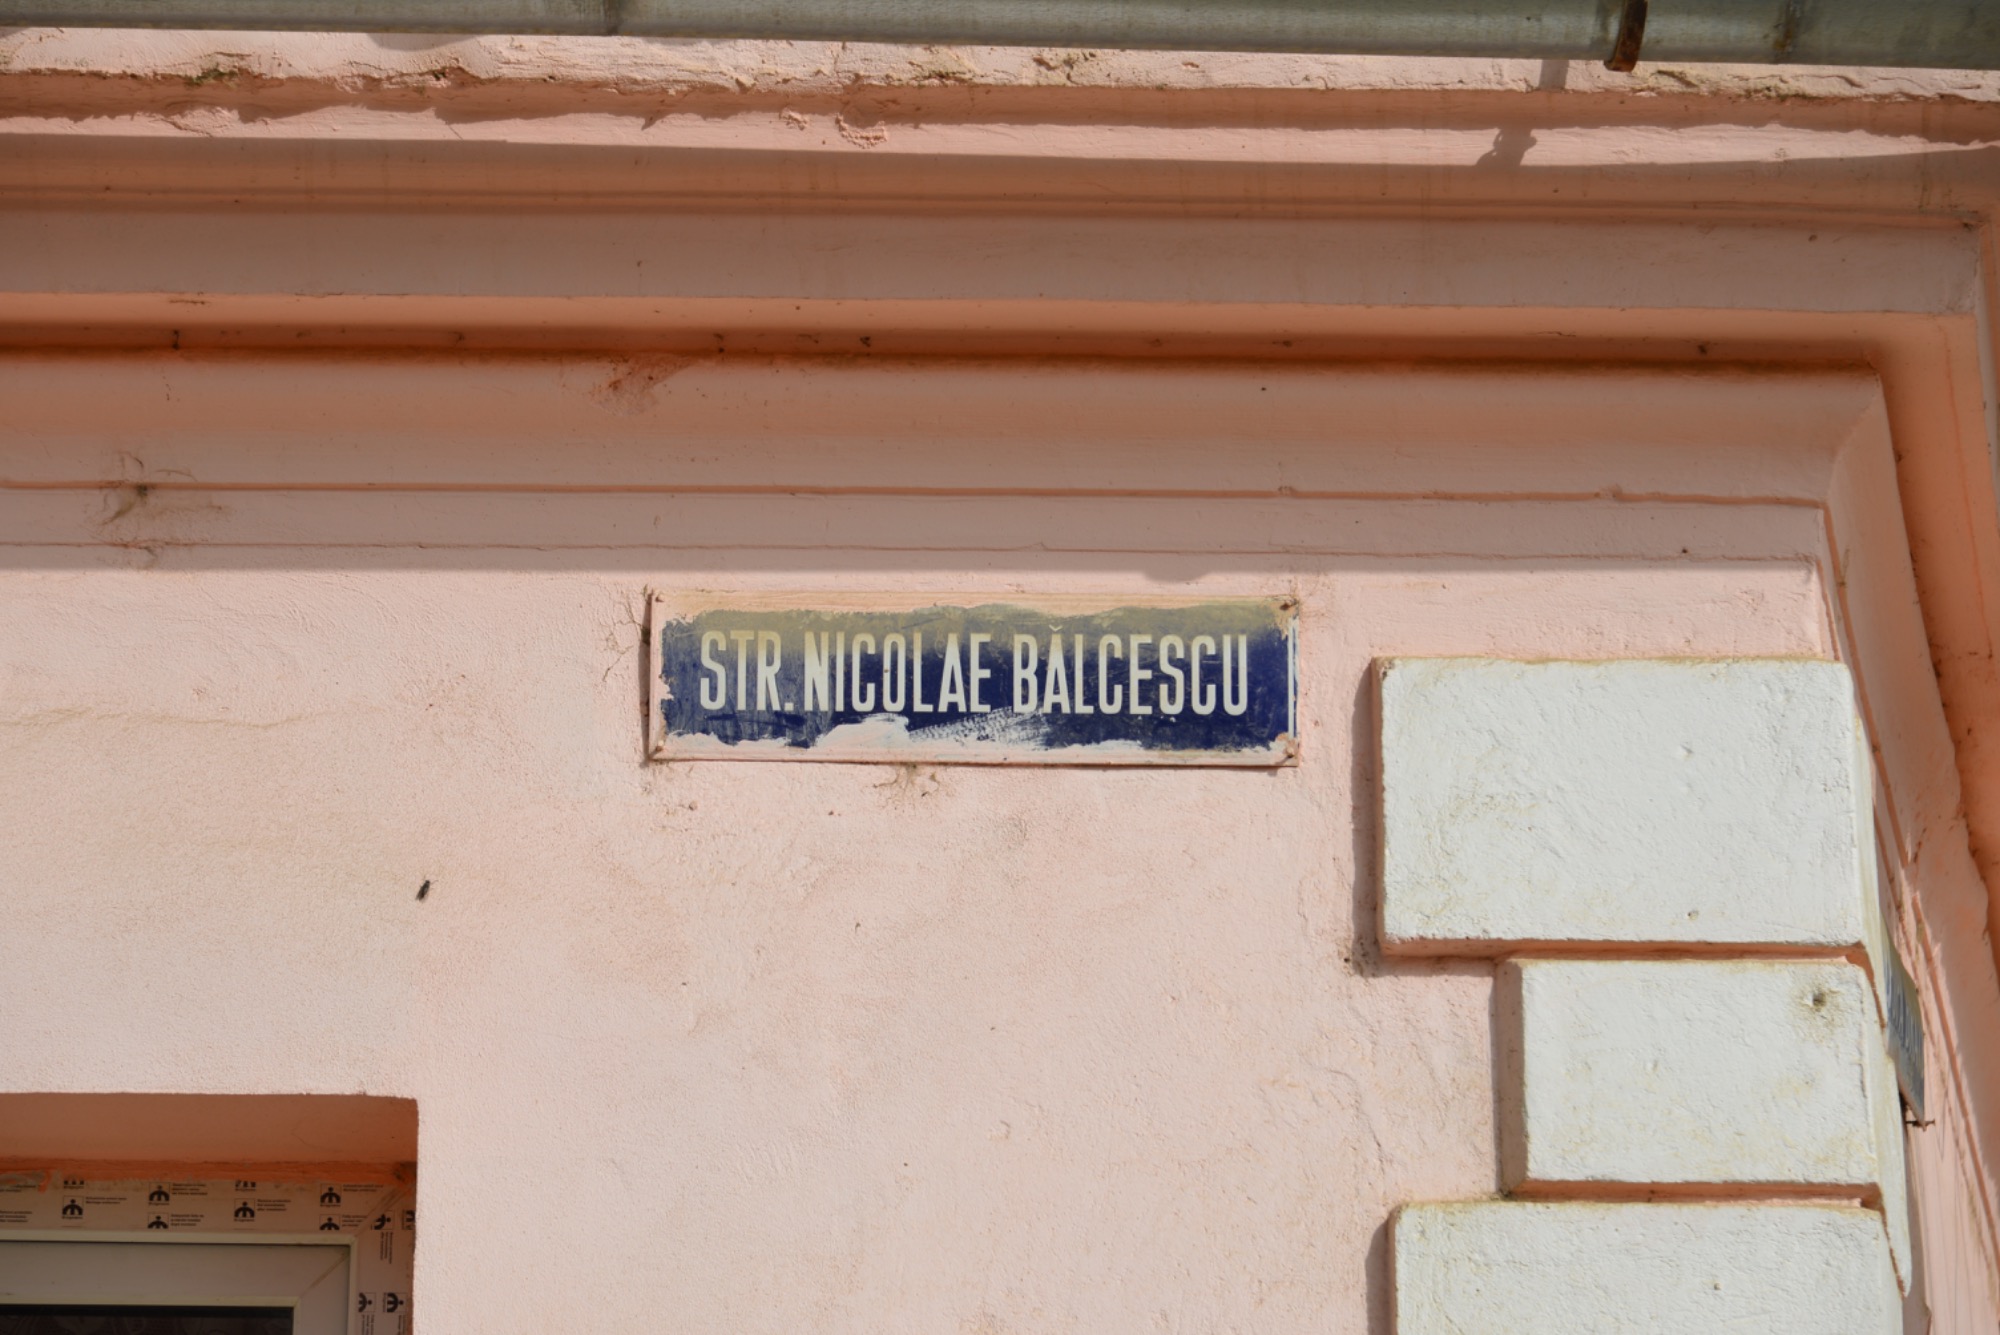 STR. NICOLAE BĂLCESCU